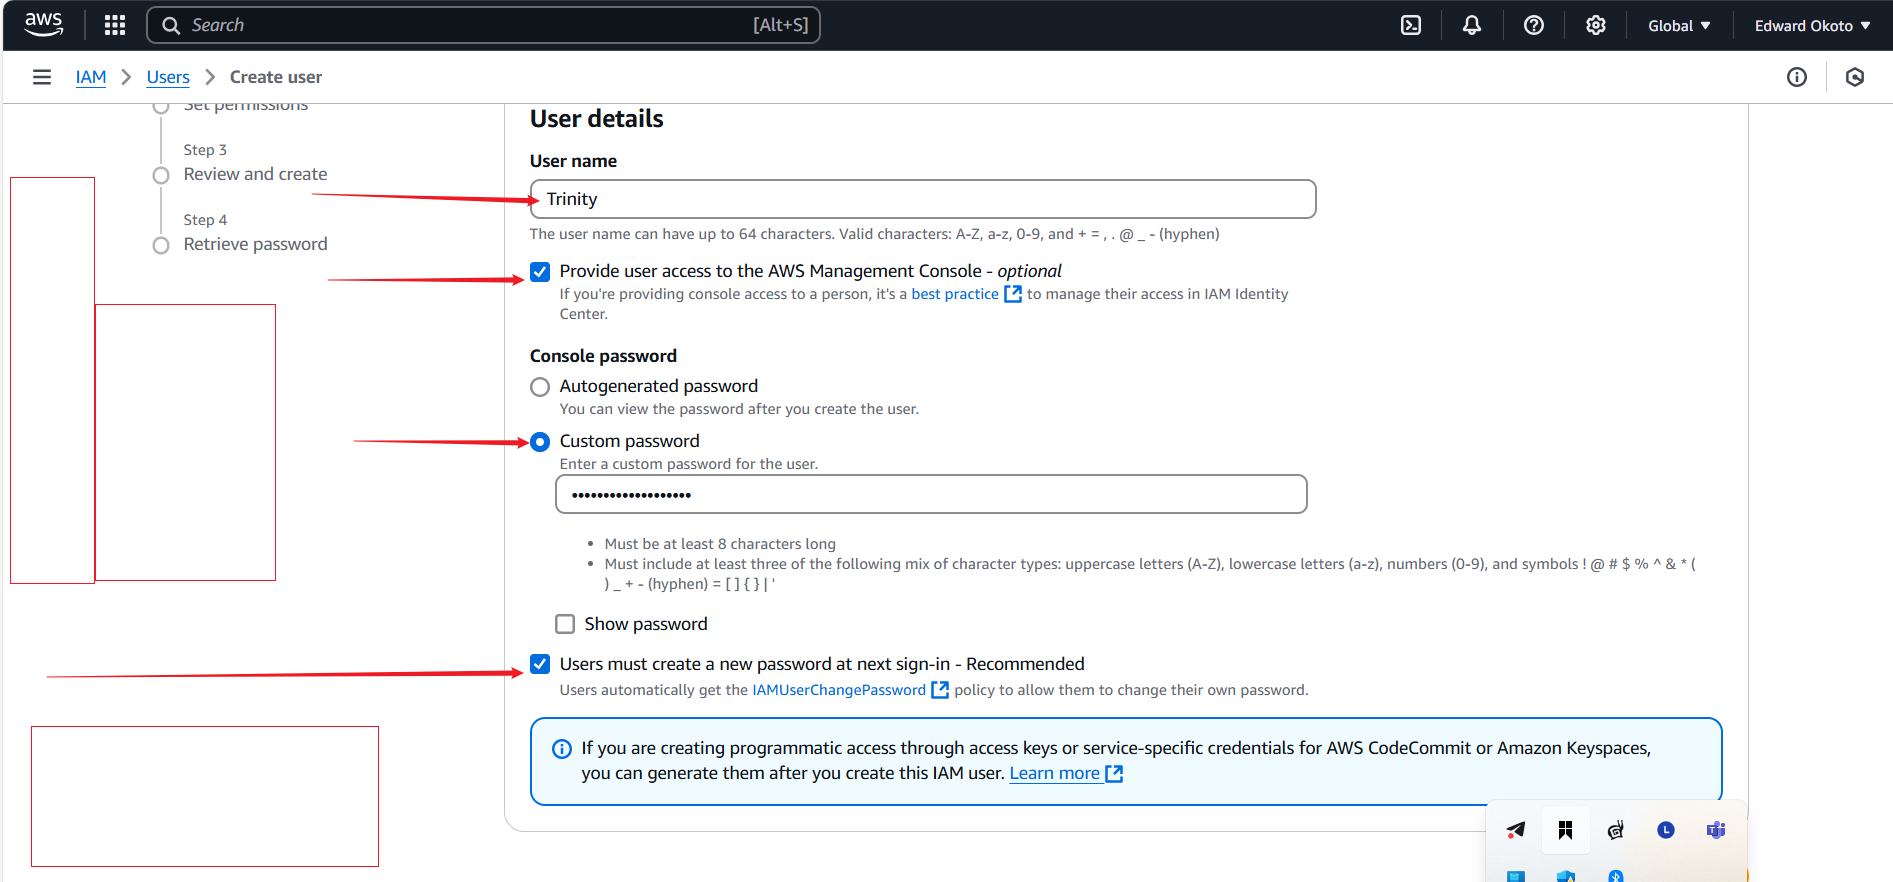 aws
Search [Alt+S]
Global
Edward Okoto
IAM > Users > Create user
Set permissions
Step 3
Review and create
Step 4
Retrieve password
User details
User name
Trinity
The user name can have up to 64 characters. Valid characters: A-Z, a-z, 0-9, and + = , . @ _ - (hyphen)
Provide user access to the AWS Management Console - optional
If you're providing console access to a person, it's a best practice to manage their access in IAM Identity
Center.
Console password
Autogenerated password
You can view the password after you create the user.
Custom password
Enter a custom password for the user.
•••••••••••••••••••
• Must be at least 8 characters long
• Must include at least three of the following mix of character types: uppercase letters (A-Z), lowercase letters (a-z), numbers (0-9), and symbols ! @ # $ % ^ & * (
) _ + - (hyphen) = [ ] { } | '
Show password
Users must create a new password at next sign-in - Recommended
Users automatically get the IAMUserChangePassword policy to allow them to change their own password.
If you are creating programmatic access through access keys or service-specific credentials for AWS CodeCommit or Amazon Keyspaces,
you can generate them after you create this IAM user. Learn more
L